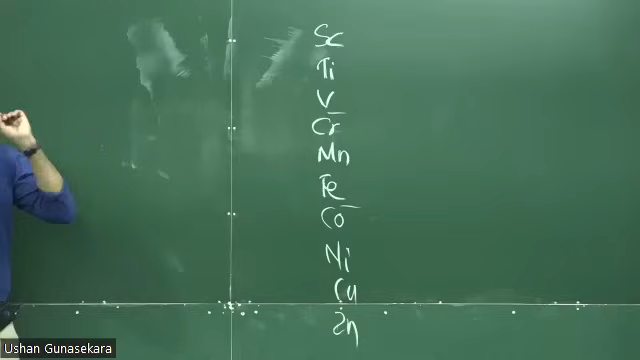 Sc
Ti
V
Cr
Mn
Fe
Co
Ni
Cu
Zn
Ushan Gunasekara